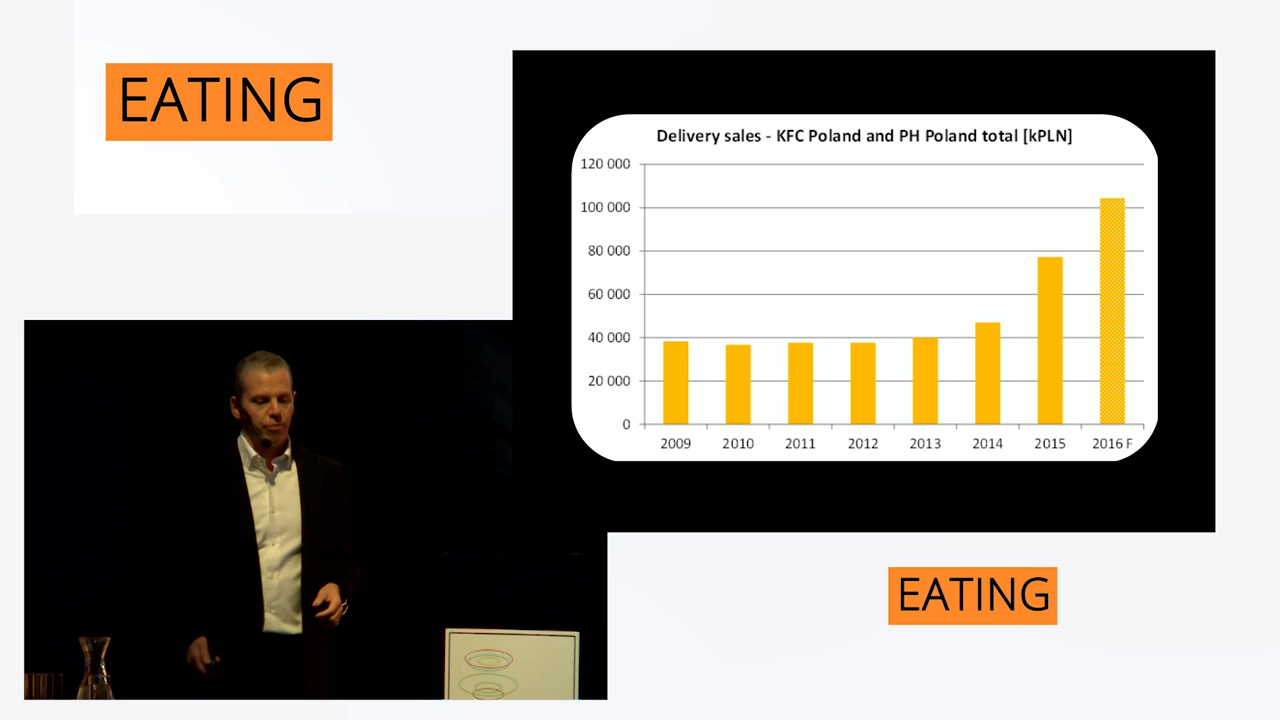 EATING
Delivery sales - KFC Poland and PH Poland total [kPLN]
120 000
100 000
80 000
60 000
40 000
20 000
0
2009 2010 2011 2012 2013 2014 2015 2016 F
EATING